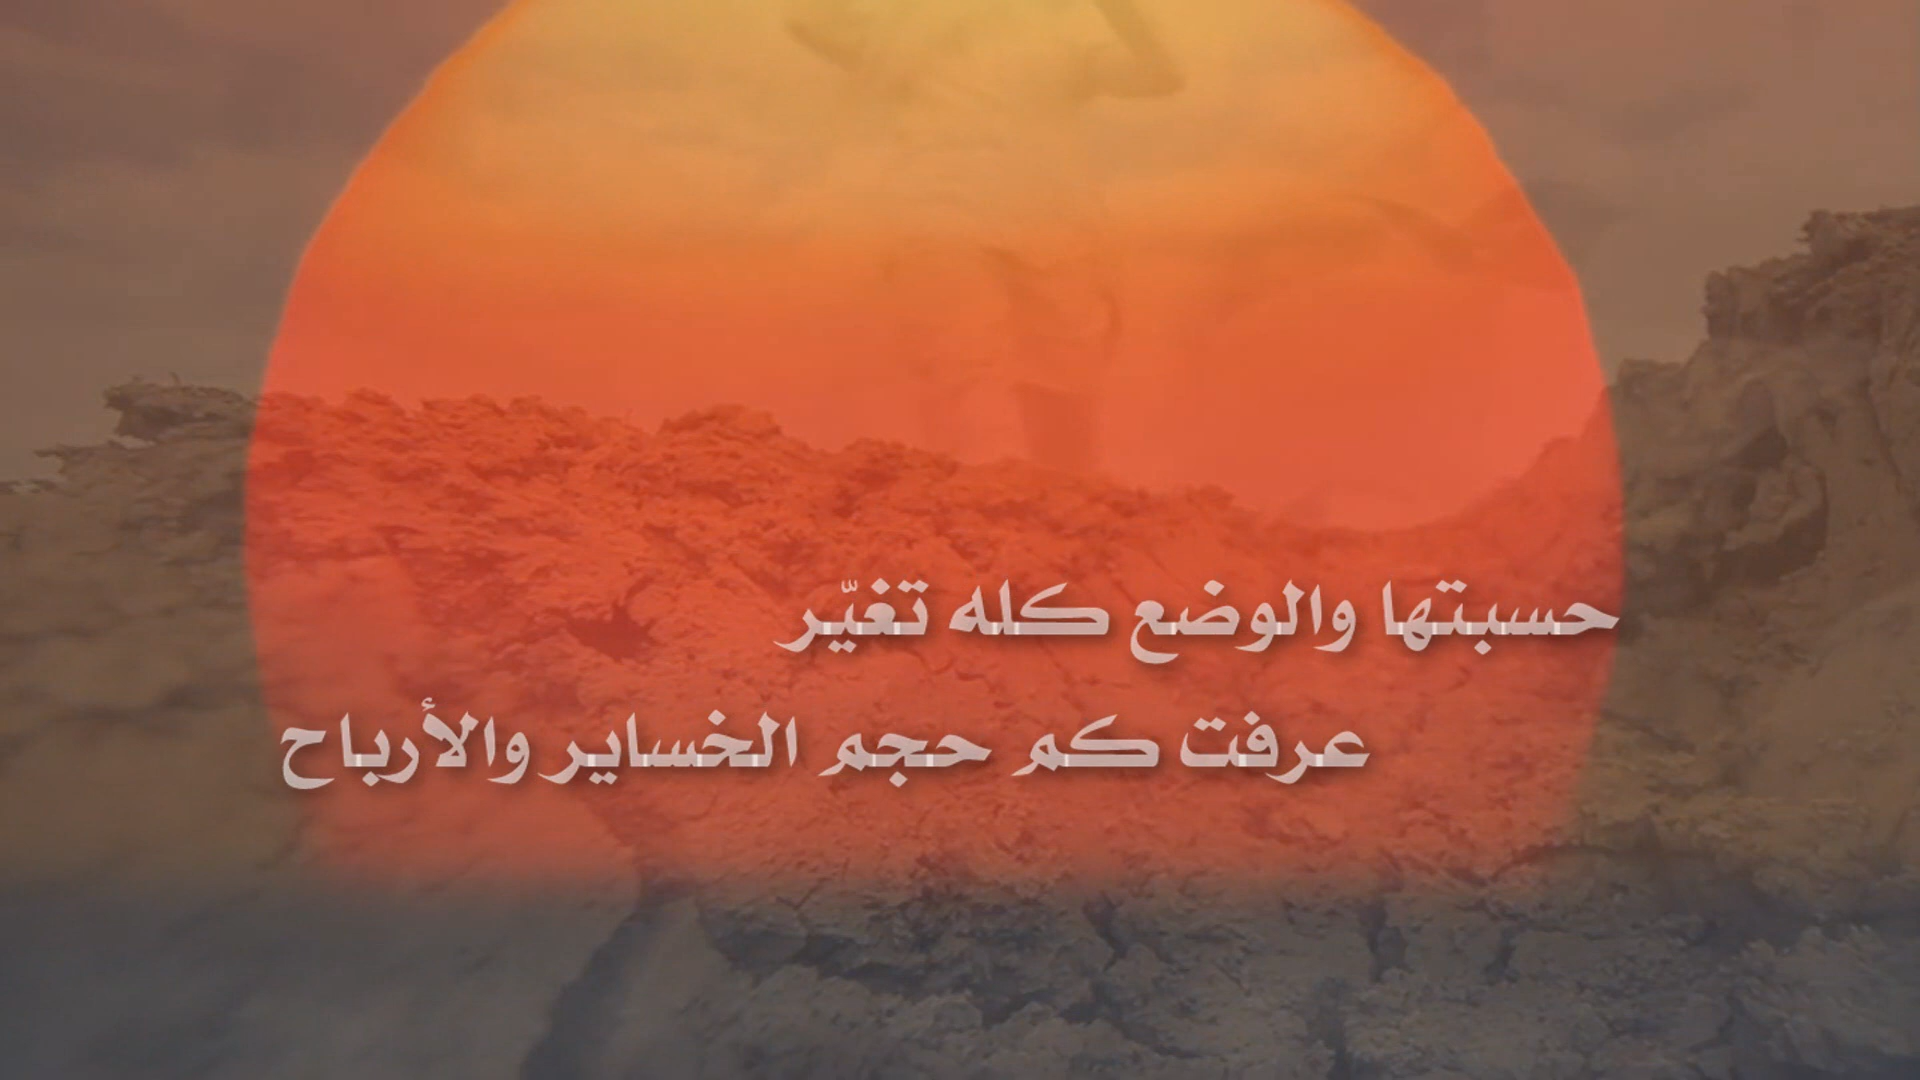 حسبتها والوضع كله تغيّر
عرفت كم حجم الخساير والأرباح